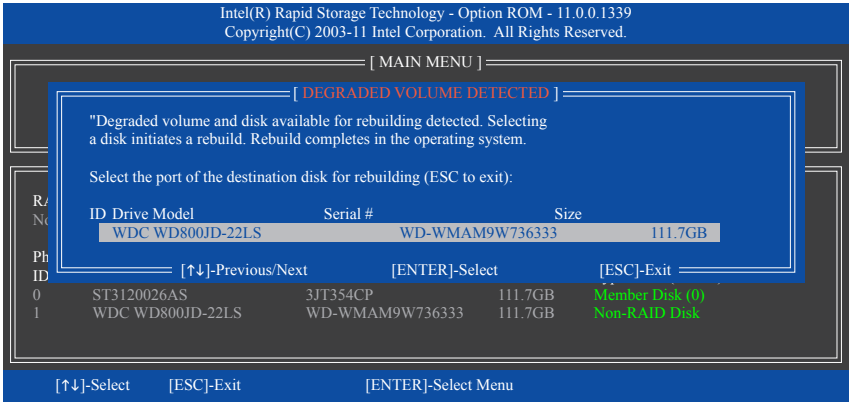 Intel(R) Rapid Storage Technology - Option ROM - 11.0.0.1339
Copyright(C) 2003-11 Intel Corporation. All Rights Reserved.
[ MAIN MENU ]
[ DEGRADED VOLUME DETECTED ]
"Degraded volume and disk available for rebuilding detected. Selecting
a disk initiates a rebuild. Rebuild completes in the operating system.
Select the port of the destination disk for rebuilding (ESC to exit):
ID Drive Model Serial # Size
WDC WD800JD-22LS WD-WMAM9W736333 111.7GB
[↑↓]-Previous/Next [ENTER]-Select [ESC]-Exit
ID
0 ST3120026AS 3JT354CP 111.7GB Member Disk (0)
1 WDC WD800JD-22LS WD-WMAM9W736333 111.7GB Non-RAID Disk
[↑↓]-Select [ESC]-Exit [ENTER]-Select Menu